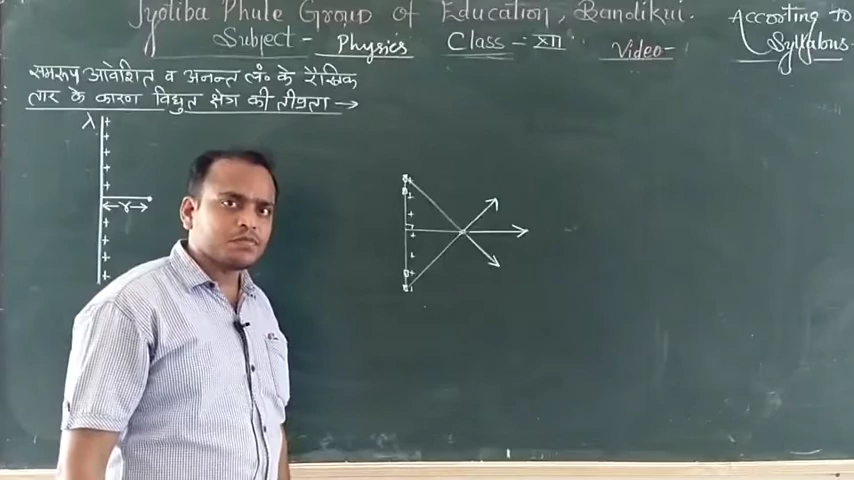 Jyotiba Phule Group of Education, Bandikui.
Subject - Physics Class - XII Video- According To Syllabus-
समरूप आवेशित व अनन्त लं० के रैखिक
तार के कारण विद्युत क्षेत्र की तीव्रता →
λ
r